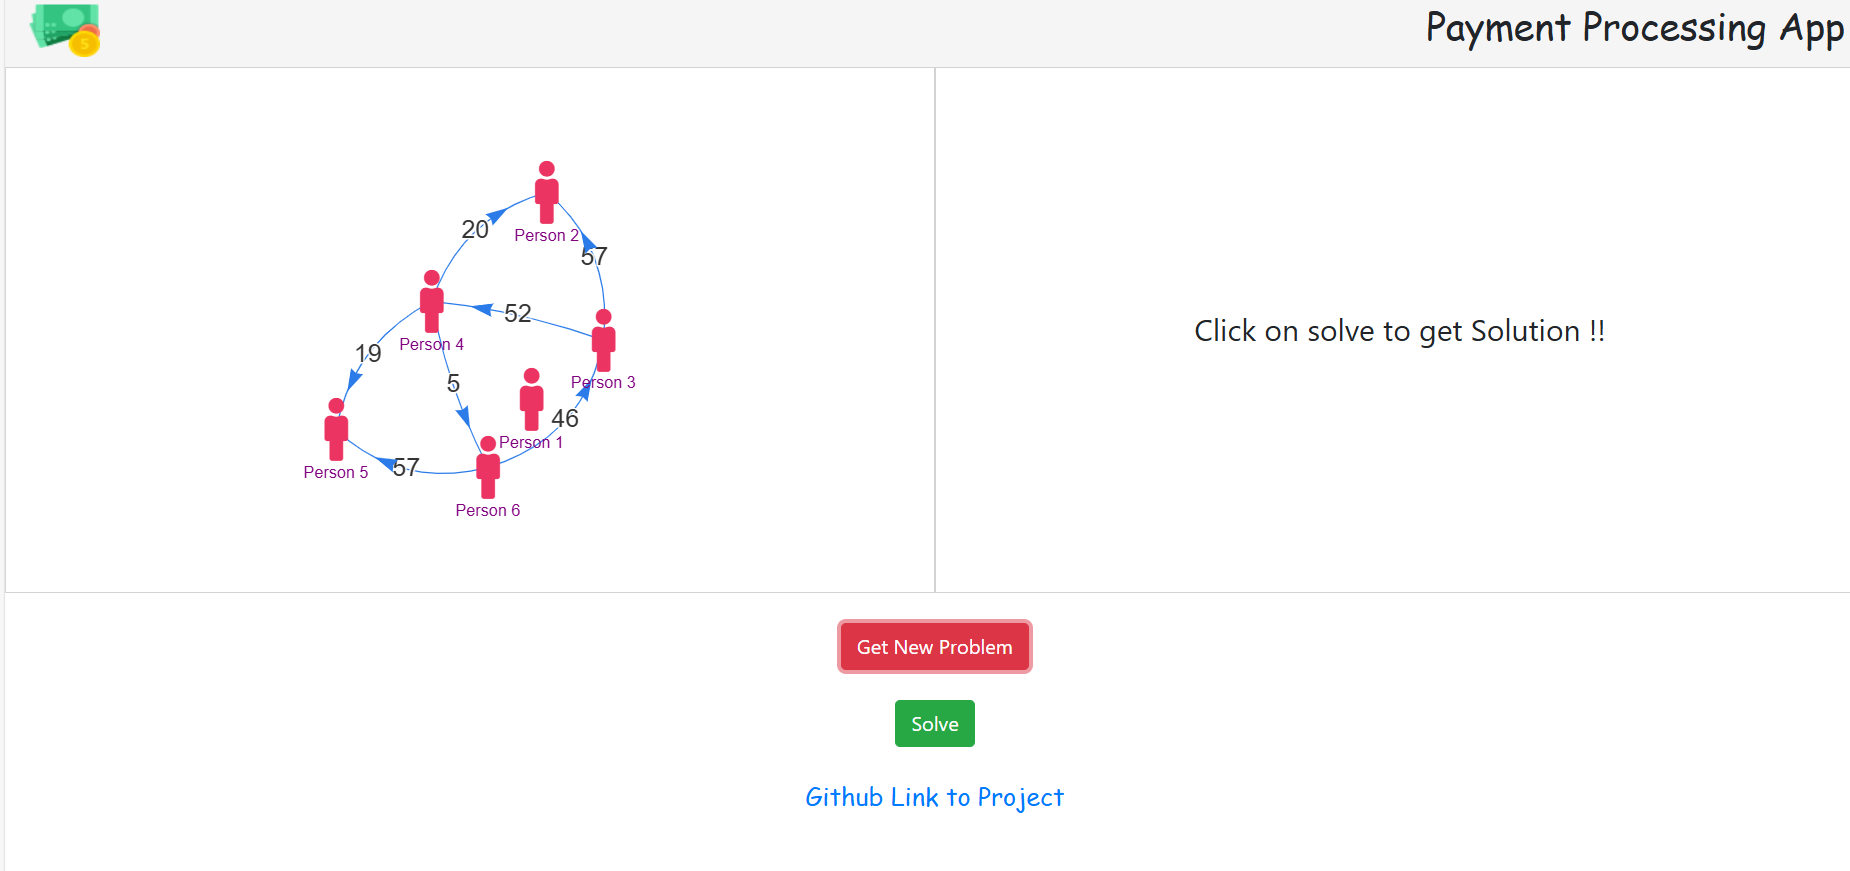 5
Payment Processing App
20
Person 2
57
52
Person 4
19
Person 3
5
46
Person 1
57
Person 5
Person 6
Click on solve to get Solution !!
Get New Problem
Solve
Github Link to Project